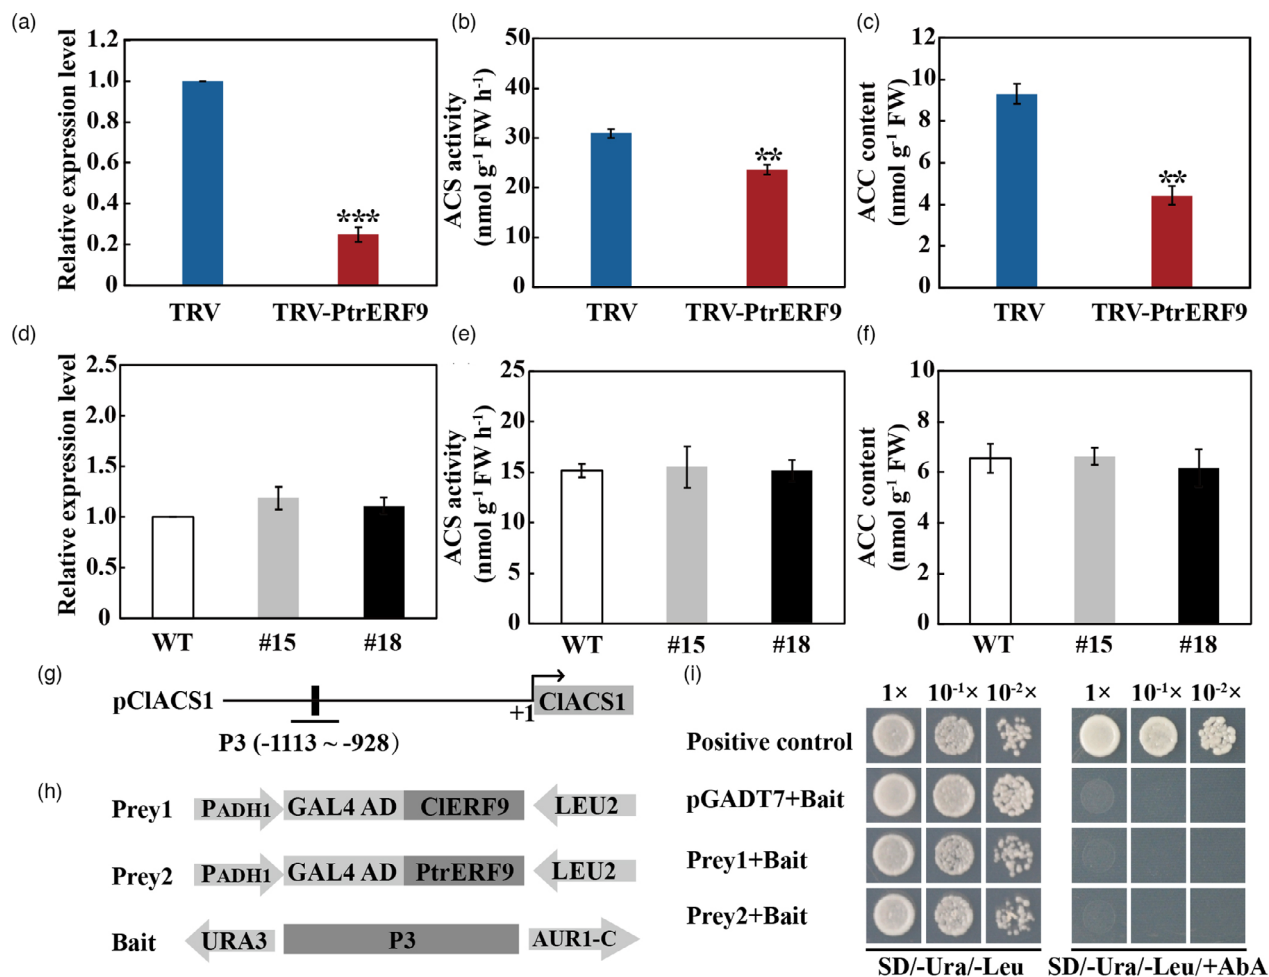 (a)
Relative expression level
1.2
1.0
0.8
0.6
0.4
0.2
0
***
TRV
TRV-PtrERF9
(b)
ACS activity
(nmol g⁻¹ FW h⁻¹)
50
40
30
20
10
0
**
TRV
TRV-PtrERF9
(c)
ACC content
(nmol g⁻¹ FW)
12
10
8
6
4
2
0
**
TRV
TRV-PtrERF9
(d)
Relative expression level
2.5
2.0
1.5
1.0
0.5
0
WT
#15
#18
(e)
ACS activity
(nmol g⁻¹ FW h⁻¹)
25
20
15
10
5
0
WT
#15
#18
(f)
ACC content
(nmol g⁻¹ FW)
10
8
6
4
2
0
WT
#15
#18
(g)
pClACS1
+1
ClACS1
P3 (-1113 ~ -928)
(h)
Prey1
PADH1
GAL4 AD
ClERF9
LEU2
Prey2
PADH1
GAL4 AD
PtrERF9
LEU2
Bait
URA3
P3
AUR1-C
(i)
1× 10⁻¹× 10⁻²×
1× 10⁻¹× 10⁻²×
Positive control
pGADT7+Bait
Prey1+Bait
Prey2+Bait
SD/-Ura/-Leu
SD/-Ura/-Leu/+AbA